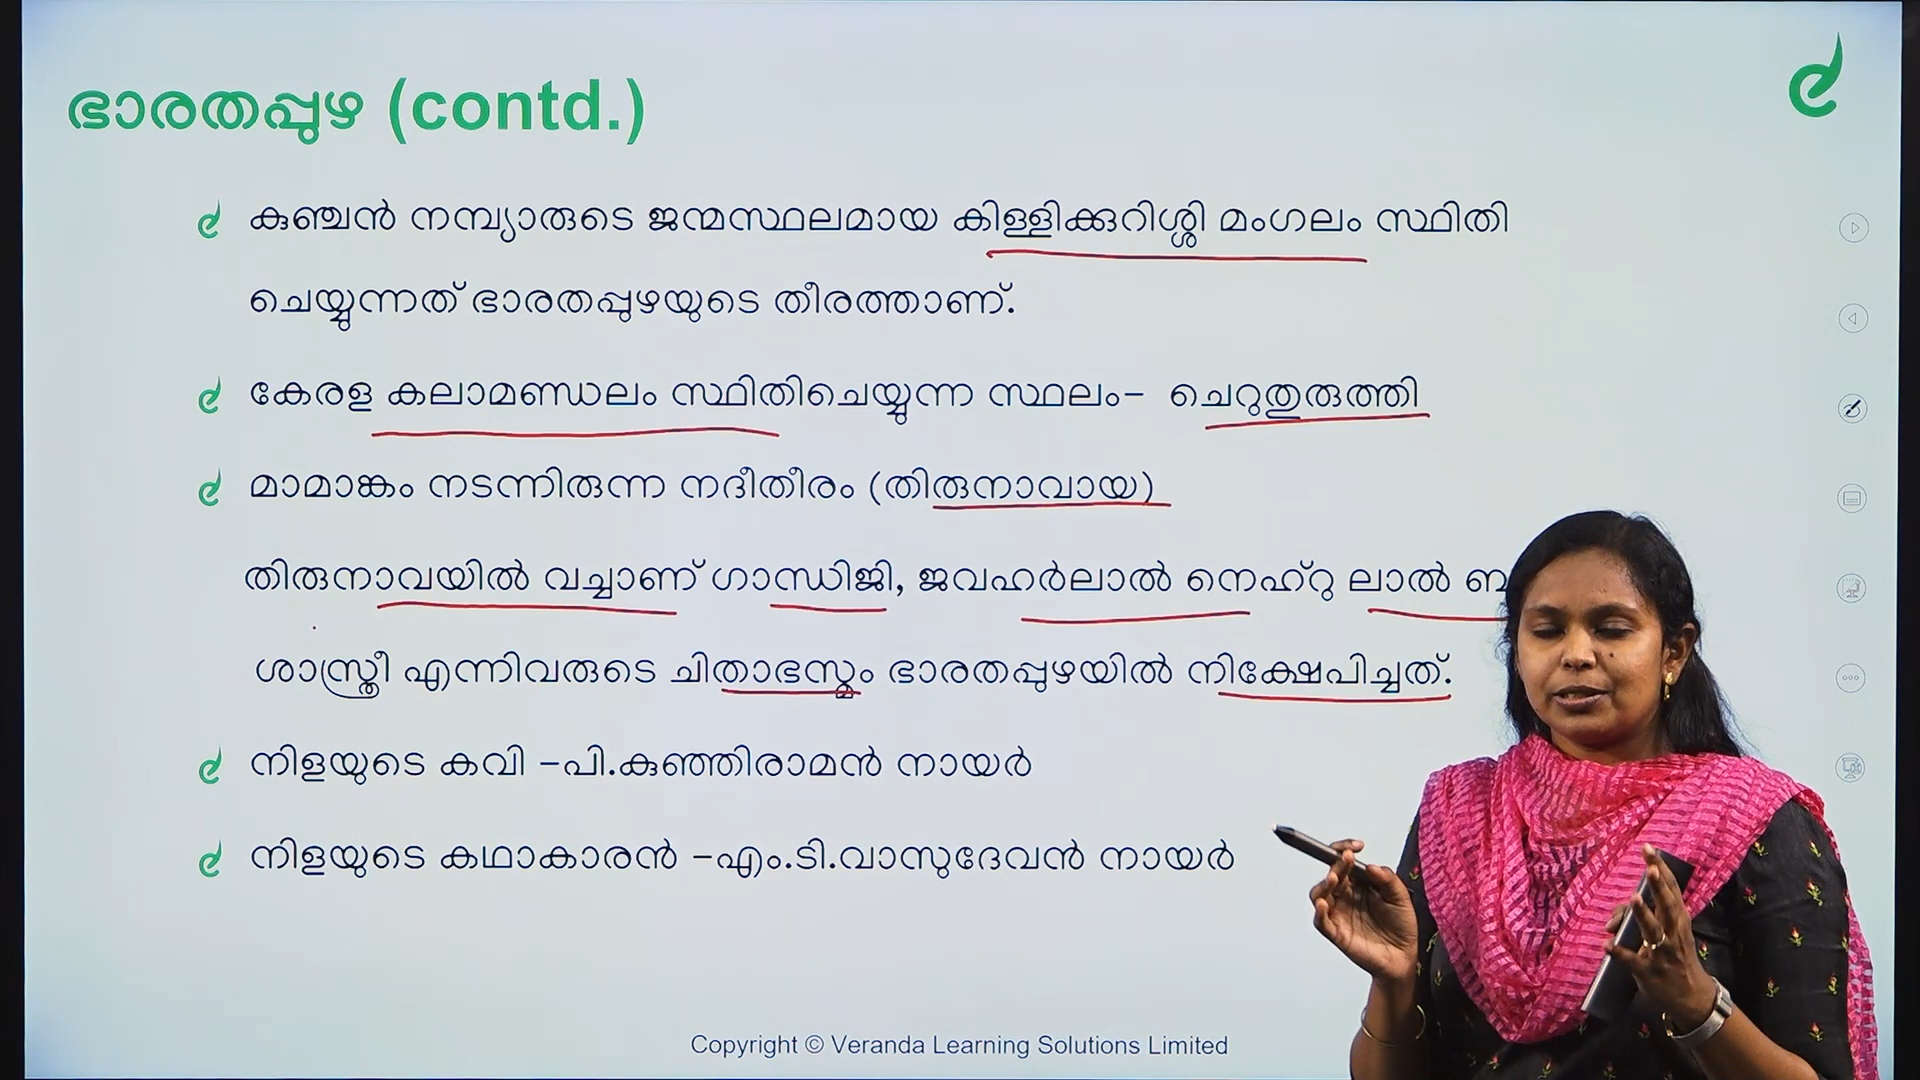 ഭാരതപ്പുഴ (contd.)
കുഞ്ചൻ നമ്പ്യാരുടെ ജന്മസ്ഥലമായ കിള്ളിക്കുറിശ്ശി മംഗലം സ്ഥിതി
ചെയ്യുന്നത് ഭാരതപ്പുഴയുടെ തീരത്താണ്.
കേരള കലാമണ്ഡലം സ്ഥിതിചെയ്യുന്ന സ്ഥലം- ചെറുതുരുത്തി
മാമാങ്കം നടന്നിരുന്ന നദീതീരം (തിരുനാവായ)
തിരുനാവയിൽ വച്ചാണ് ഗാന്ധിജി, ജവഹർലാൽ നെഹ്റു ലാൽ
ശാസ്ത്രീ എന്നിവരുടെ ചിതാഭസ്മം ഭാരതപ്പുഴയിൽ നിക്ഷേപിച്ചത്.
നിളയുടെ കവി -പി.കുഞ്ഞിരാമൻ നായർ
നിളയുടെ കഥാകാരൻ -എം.ടി.വാസുദേവൻ നായർ
Copyright © Veranda Learning Solutions Limited